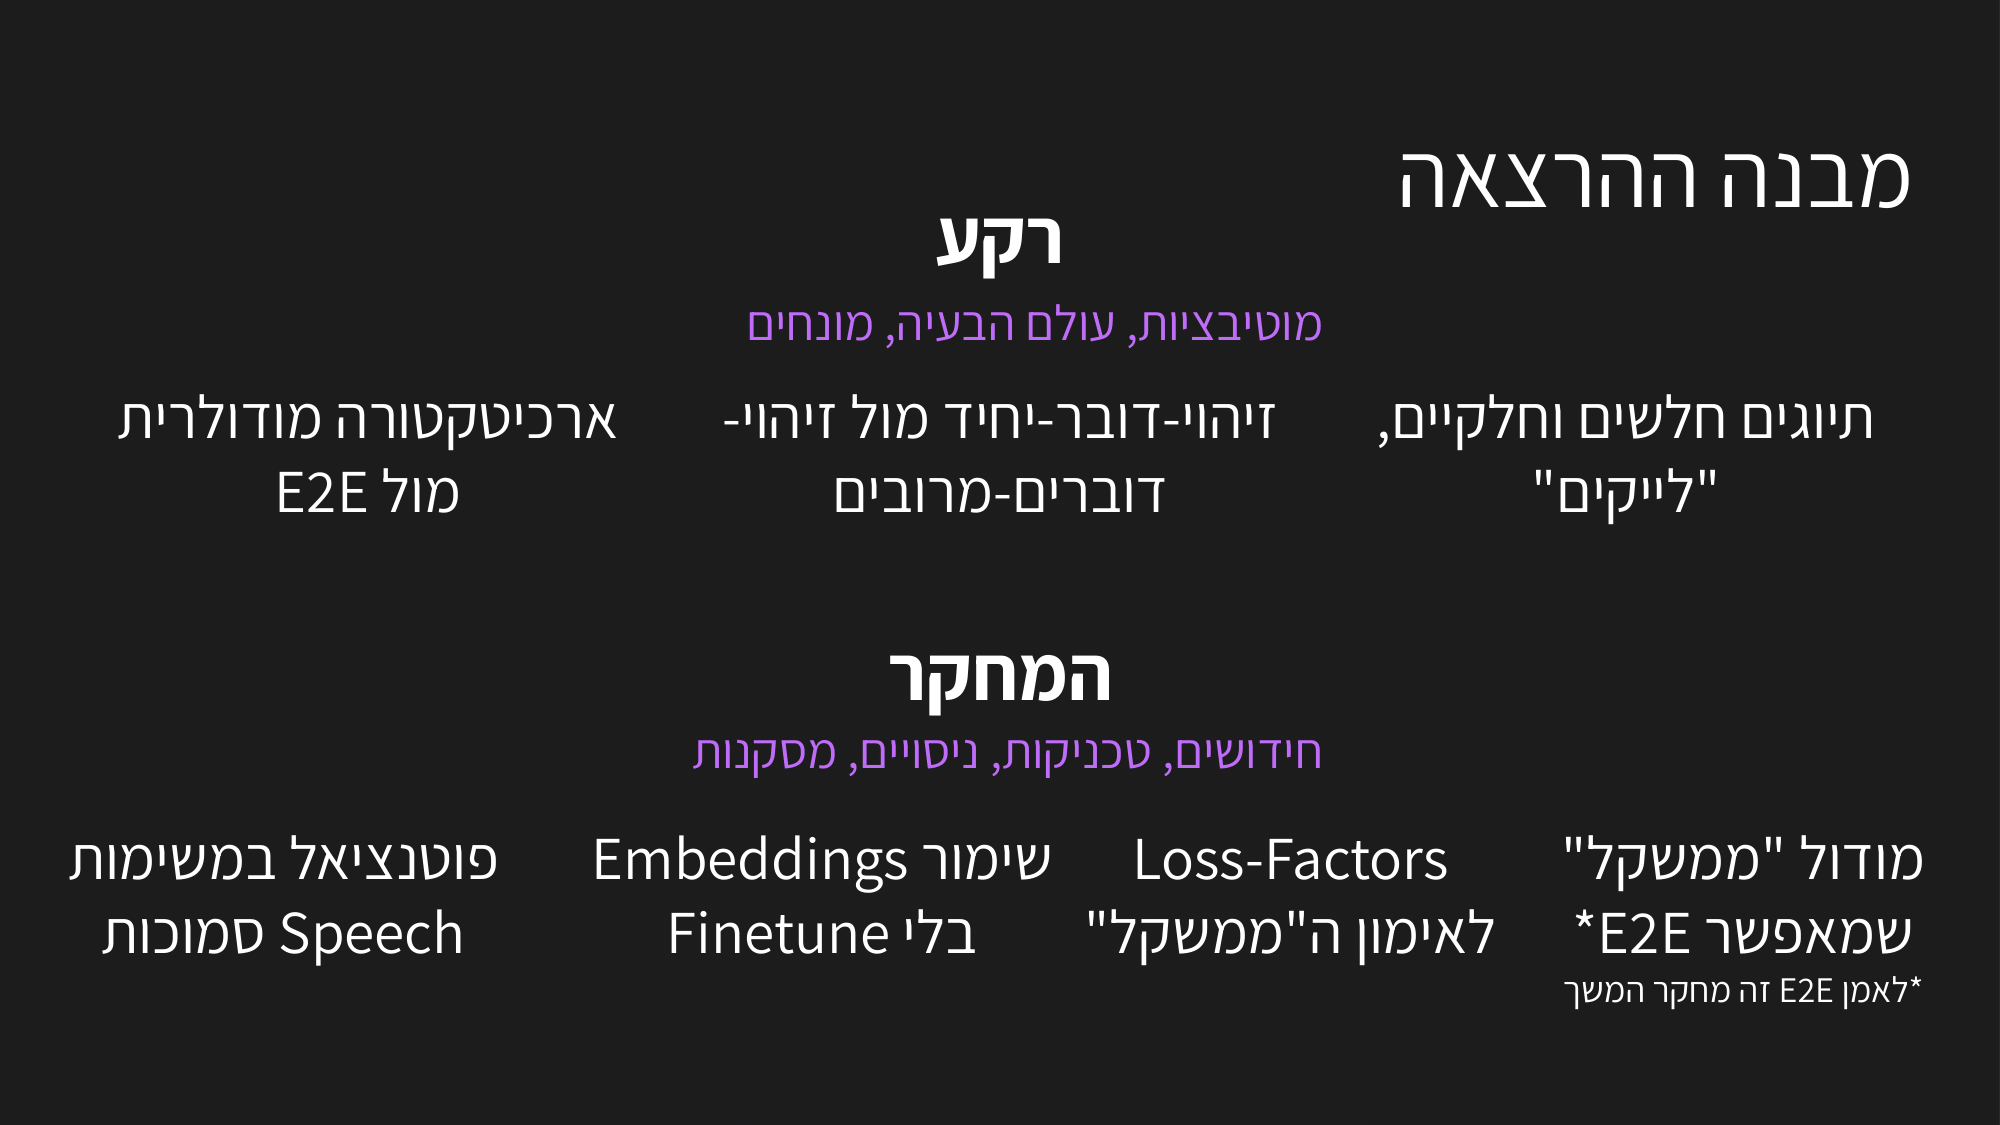 מבנה ההרצאה
רקע
מוטיבציות, עולם הבעיה, מונחים
תיוגים חלשים וחלקיים,
"לייקים"
זיהוי-דובר-יחיד מול זיהוי-
דוברים-מרובים
ארכיטקטורה מודולרית
מול E2E
המחקר
חידושים, טכניקות, ניסויים, מסקנות
מודול "ממשקל"
שמאפשר E2E*
*לאמן E2E זה מחקר המשך
Loss-Factors
לאימון ה"ממשקל"
שימור Embeddings
בלי Finetune
פוטנציאל במשימות
Speech סמוכות